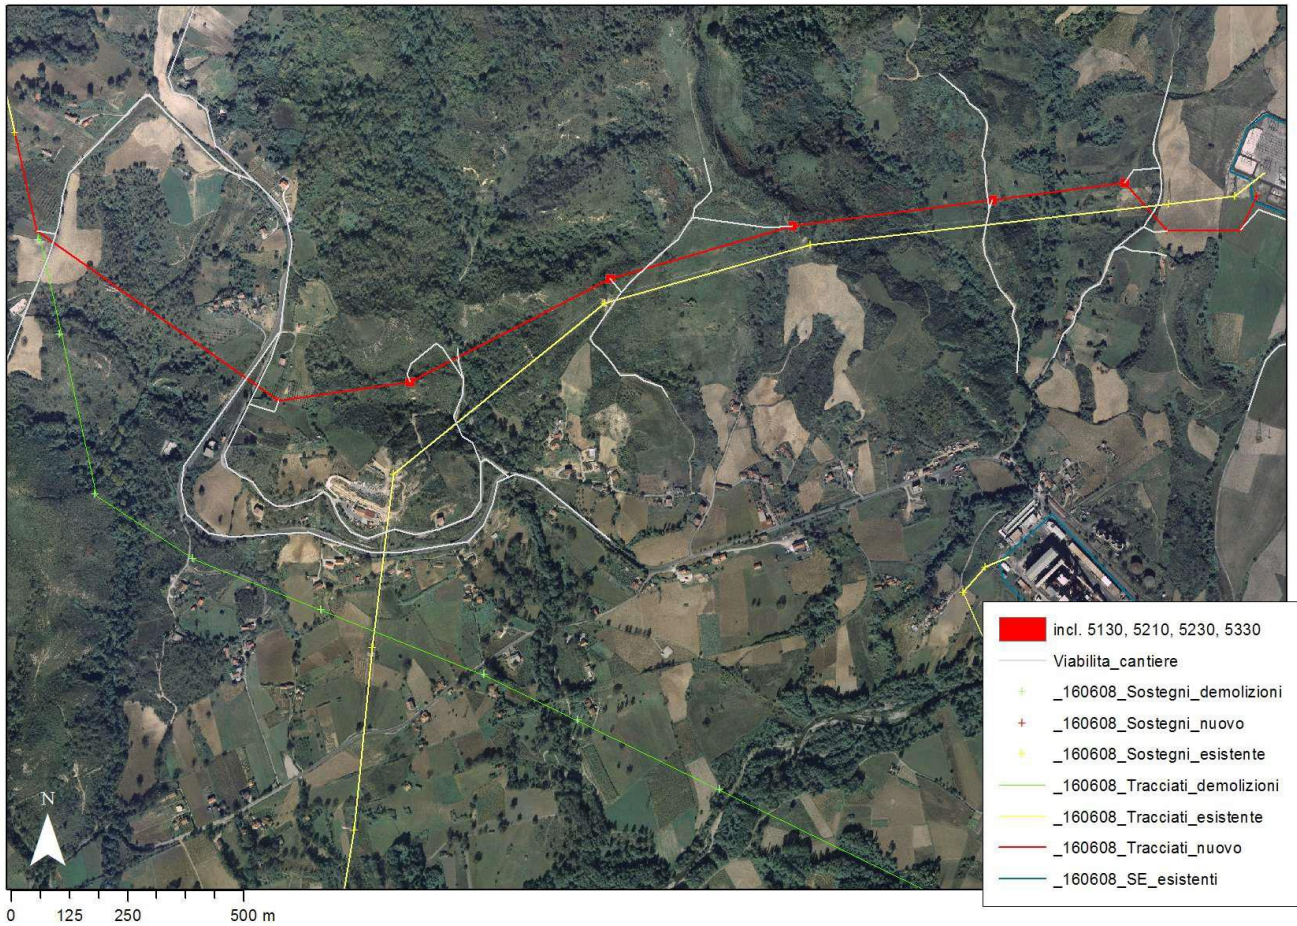 incl. 5130, 5210, 5230, 5330
Viabilita_cantiere
_160608_Sostegni_demolizioni
_160608_Sostegni_nuovo
_160608_Sostegni_esistente
_160608_Tracciati_demolizioni
_160608_Tracciati_esistente
_160608_Tracciati_nuovo
_160608_SE_esistenti
N
0 125 250 500 m